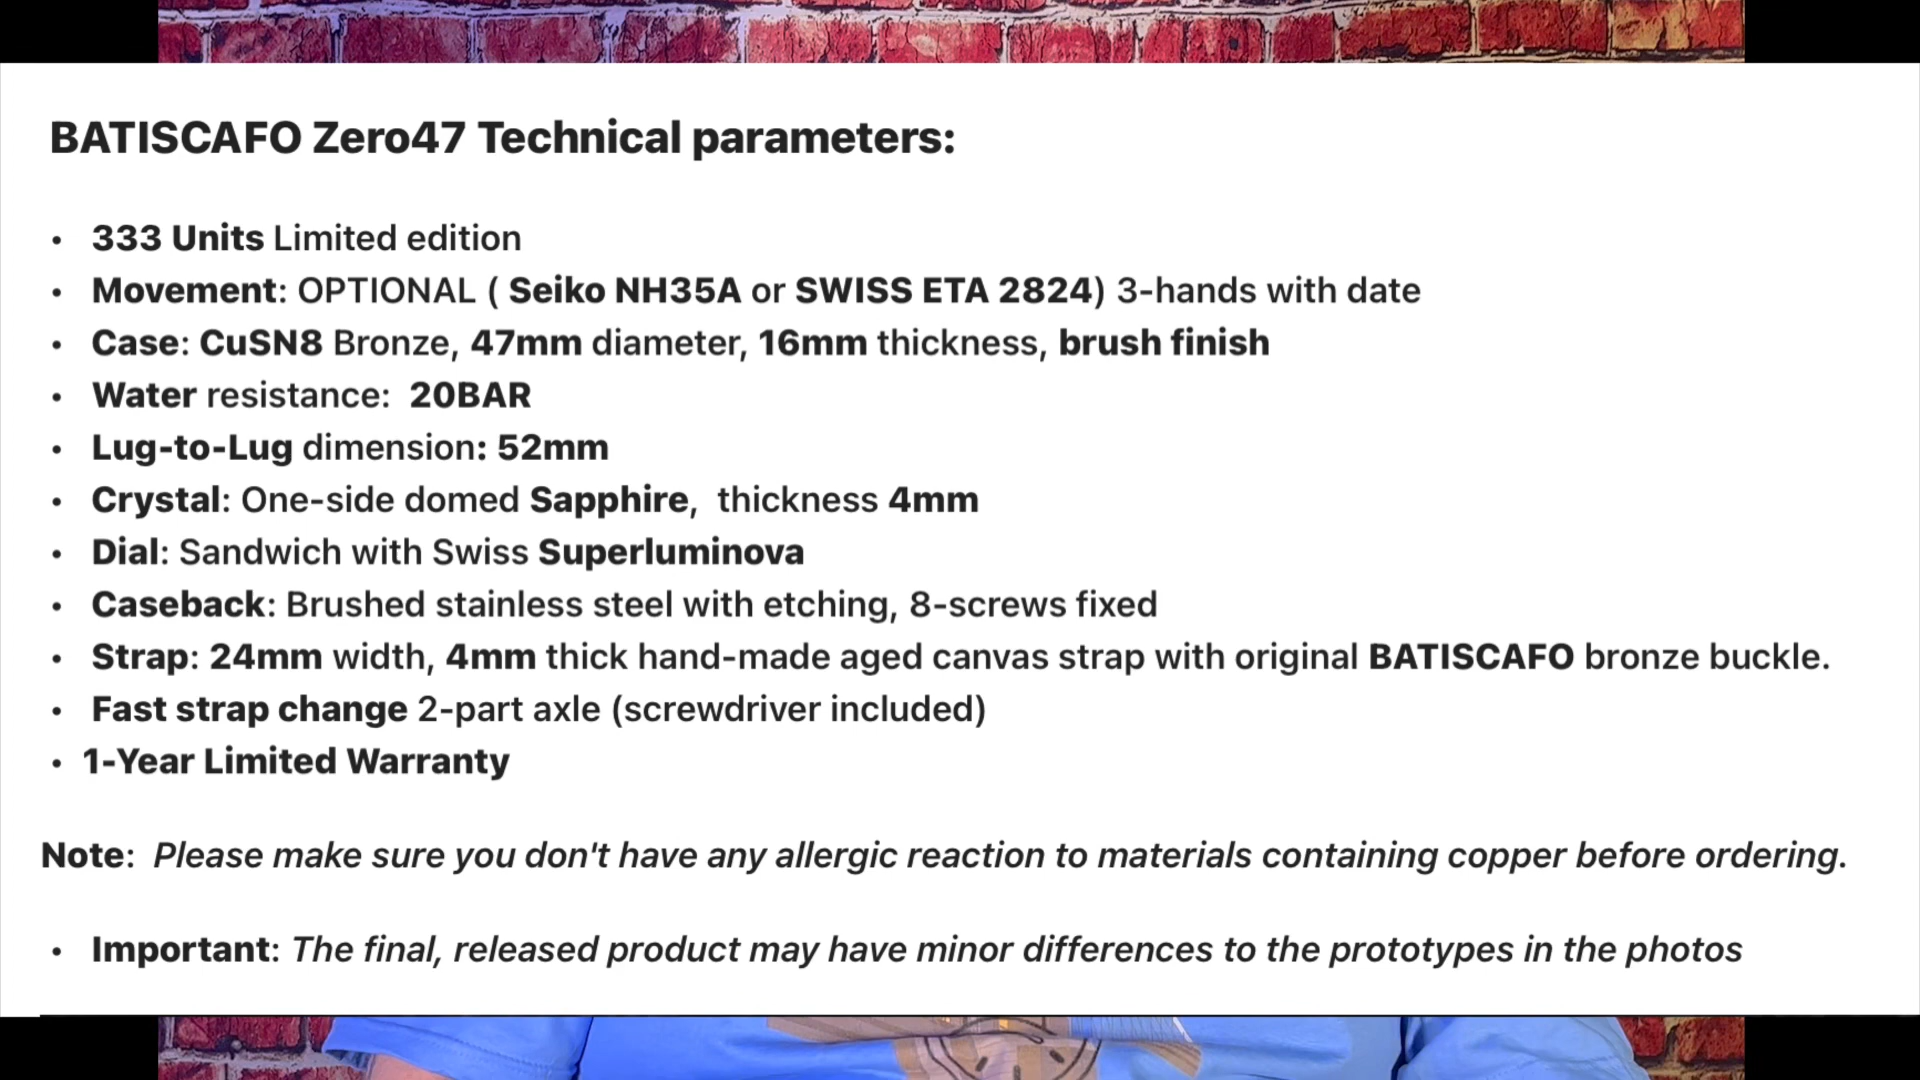 BATISCAFO Zero47 Technical parameters:
• 333 Units Limited edition
• Movement: OPTIONAL ( Seiko NH35A or SWISS ETA 2824) 3-hands with date
• Case: CuSN8 Bronze, 47mm diameter, 16mm thickness, brush finish
• Water resistance:  20BAR
• Lug-to-Lug dimension: 52mm
• Crystal: One-side domed Sapphire,  thickness 4mm
• Dial: Sandwich with Swiss Superluminova
• Caseback: Brushed stainless steel with etching, 8-screws fixed
• Strap: 24mm width, 4mm thick hand-made aged canvas strap with original BATISCAFO bronze buckle.
• Fast strap change 2-part axle (screwdriver included)
• 1-Year Limited Warranty
Note:  Please make sure you don't have any allergic reaction to materials containing copper before ordering.
• Important: The final, released product may have minor differences to the prototypes in the photos